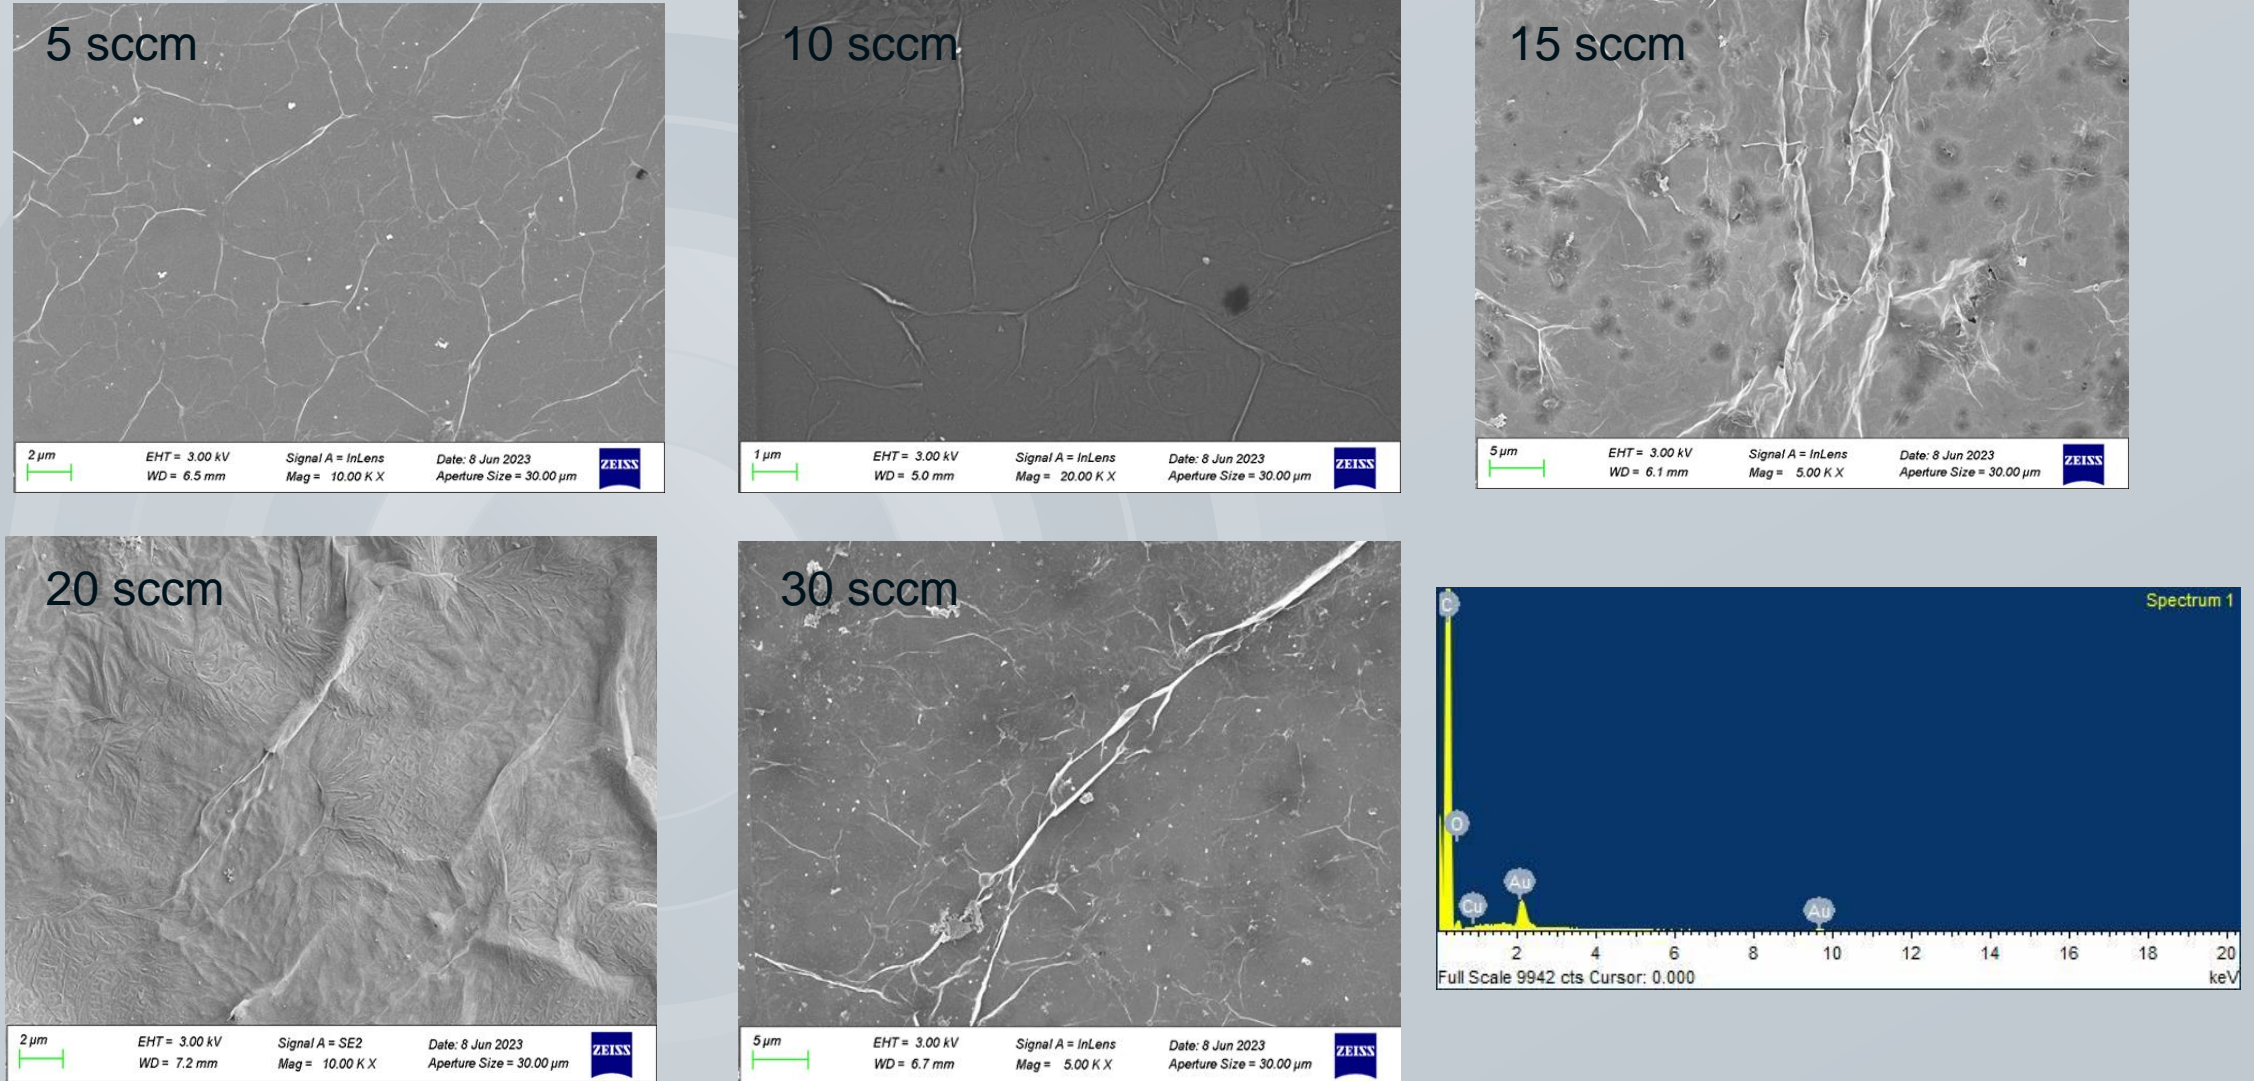 5 sccm
2 µm
EHT = 3.00 kV
Signal A = InLens
Date: 8 Jun 2023
WD = 6.5 mm
Mag = 10.00 K X
Aperture Size = 30.00 µm
ZEISS
10 sccm
1 µm
EHT = 3.00 kV
Signal A = InLens
Date: 8 Jun 2023
WD = 5.0 mm
Mag = 20.00 K X
Aperture Size = 30.00 µm
ZEISS
15 sccm
5 µm
EHT = 3.00 kV
Signal A = InLens
Date: 8 Jun 2023
WD = 6.1 mm
Mag = 5.00 K X
Aperture Size = 30.00 µm
ZEISS
20 sccm
2 µm
EHT = 3.00 kV
Signal A = SE2
Date: 8 Jun 2023
WD = 7.2 mm
Mag = 10.00 K X
Aperture Size = 30.00 µm
ZEISS
30 sccm
5 µm
EHT = 3.00 kV
Signal A = InLens
Date: 8 Jun 2023
WD = 6.7 mm
Mag = 5.00 K X
Aperture Size = 30.00 µm
ZEISS
Spectrum 1
C
O
Cu
Au
Au
2 4 6 8 10 12 14 16 18 20
Full Scale 9942 cts Cursor: 0.000
keV